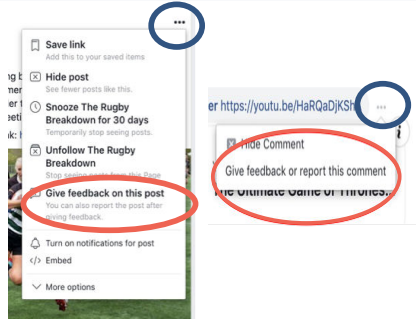 Save link
Add this to your saved items
Hide post
See fewer posts like this.
Snooze The Rugby
Breakdown for 30 days
Temporarily stop seeing posts.
Unfollow The Rugby
Breakdown
Stop seeing posts from this Page
Give feedback on this post
You can also report the post after
giving feedback.
Turn on notifications for post
</> Embed
More options
er https://youtu.be/HaRQaDjKSh
Hide Comment
Give feedback or report this comment
The Ultimate Game of Thrones...